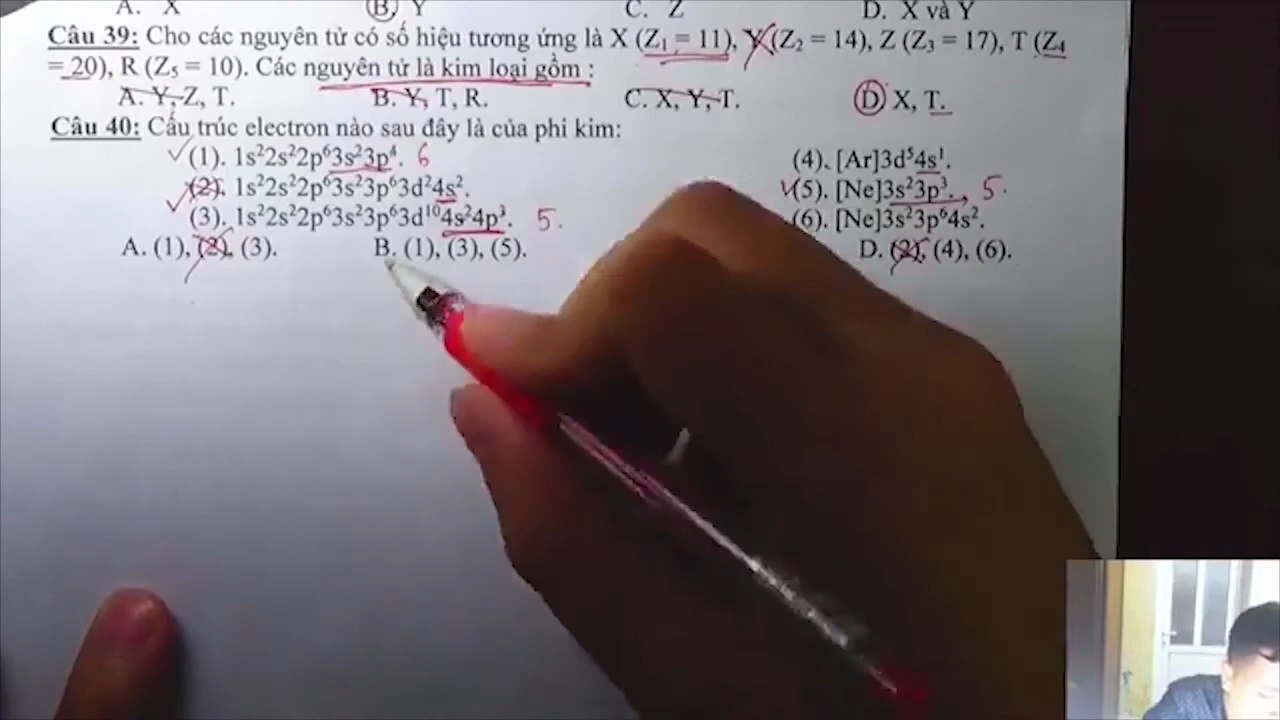 A. X B. Y C. Z D. X và Y
Câu 39: Cho các nguyên tử có số hiệu tương ứng là X (Z₁ = 11), Y (Z₂ = 14), Z (Z₃ = 17), T (Z₄
= 20), R (Z₅ = 10). Các nguyên tử là kim loại gồm :
A. Y, Z, T. B. Y, T, R. C. X, Y, T. D. X, T.
Câu 40: Cấu trúc electron nào sau đây là của phi kim:
(1). 1s²2s²2p⁶3s²3p⁴. 6 (4). [Ar]3d⁵4s¹.
(2). 1s²2s²2p⁶3s²3p⁶3d²4s². (5). [Ne]3s²3p³. 5.
(3). 1s²2s²2p⁶3s²3p⁶3d¹⁰4s²4p³. 5. (6). [Ne]3s²3p⁶4s².
A. (1), (2), (3). B. (1), (3), (5). D. (2), (4), (6).